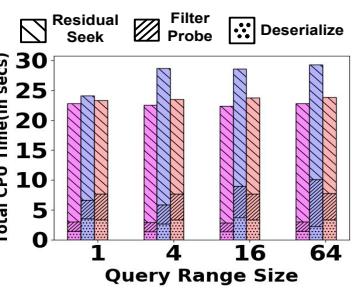 Residual Seek
Filter Probe
Deserialize
Total CPU Time(in secs)
30
25
20
15
10
5
0
1 4 16 64
Query Range Size